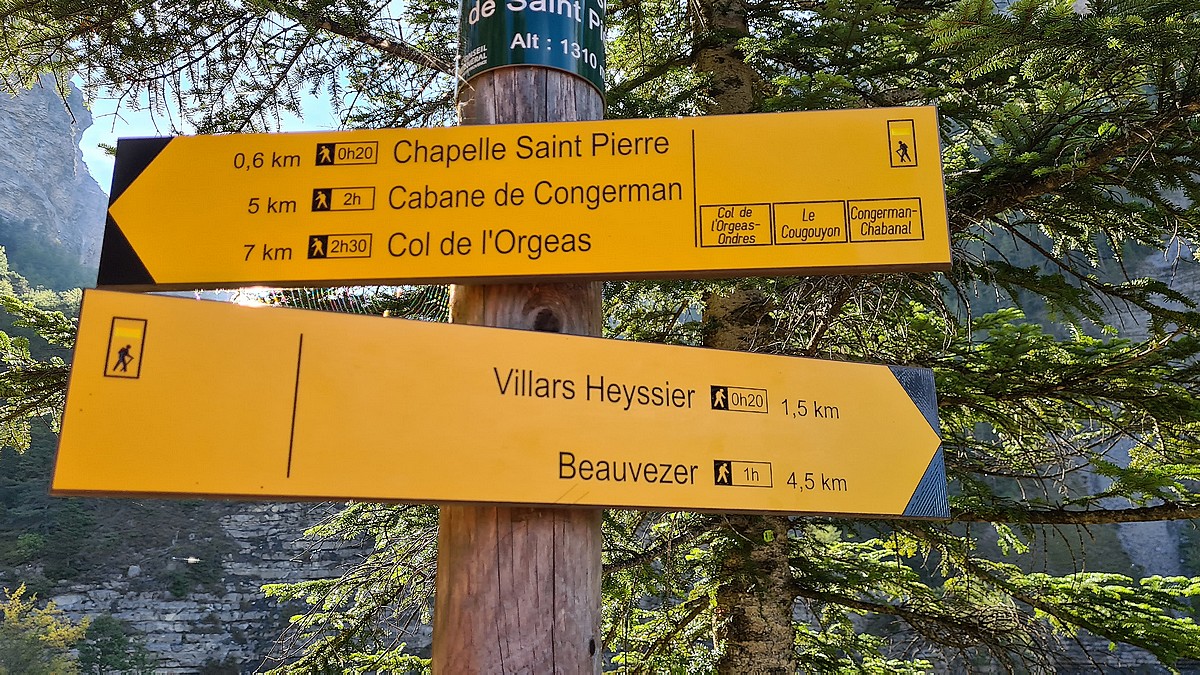 de Saint P
Alt : 1310 m
0,6 km 0h20 Chapelle Saint Pierre
5 km 2h Cabane de Congerman
7 km 2h30 Col de l'Orgeas
Col de
l'Orgeas-
Ondres
Le
Cougouyon
Congerman-
Chabanal
Villars Heyssier 0h20 1,5 km
Beauvezer 1h 4,5 km